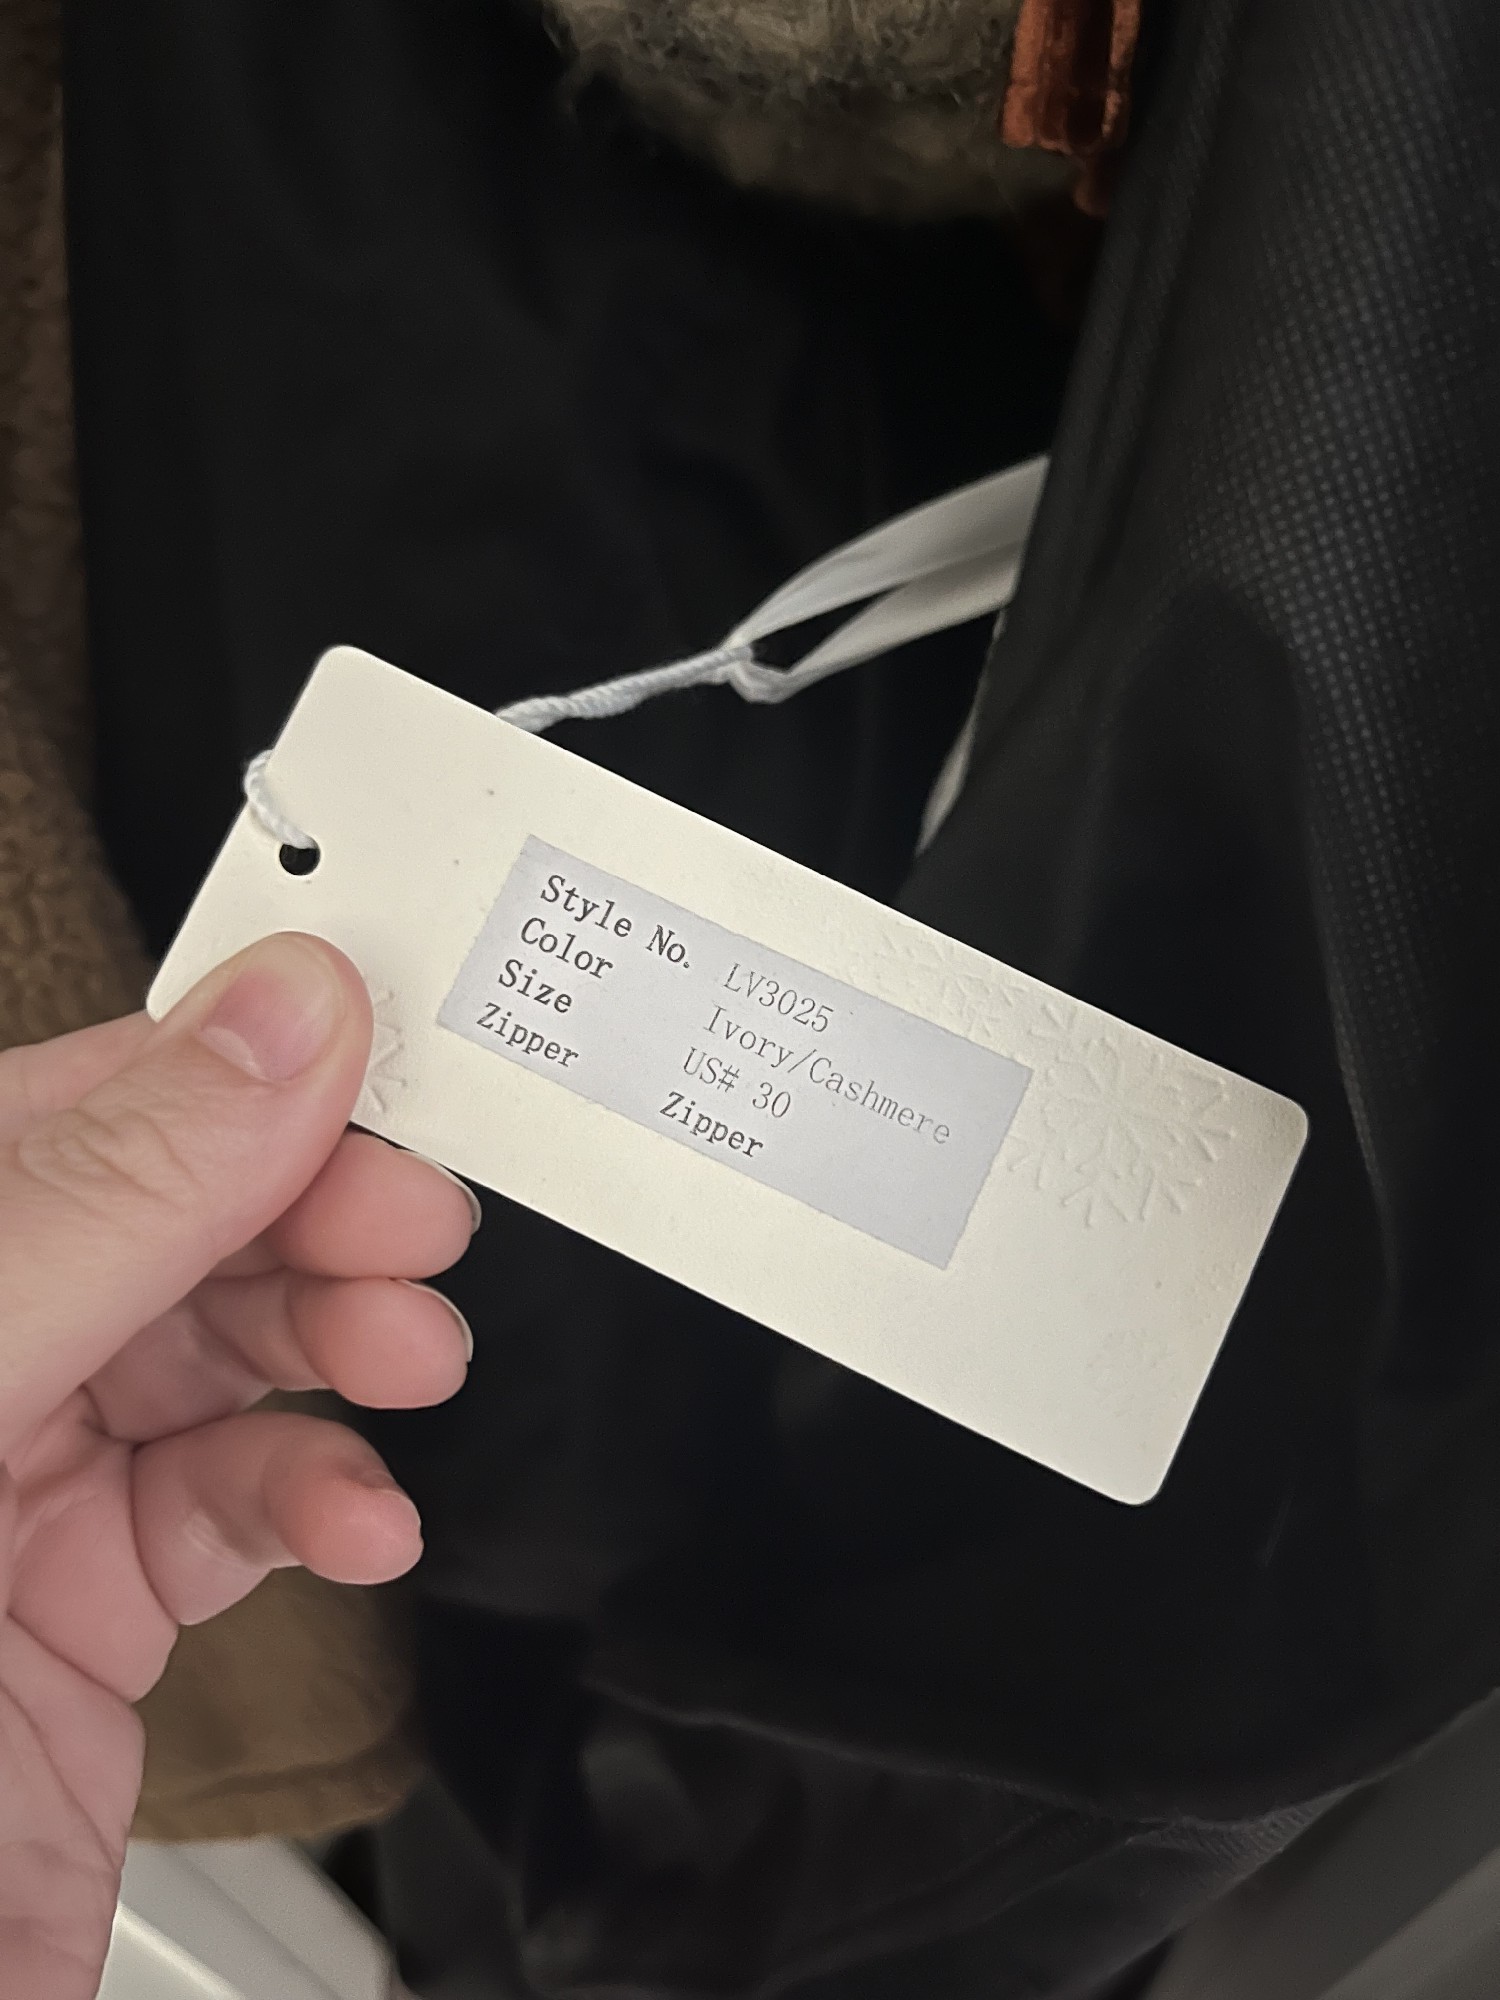 Style No. LV3025
Color Ivory/Cashmere
Size US# 30
Zipper Zipper